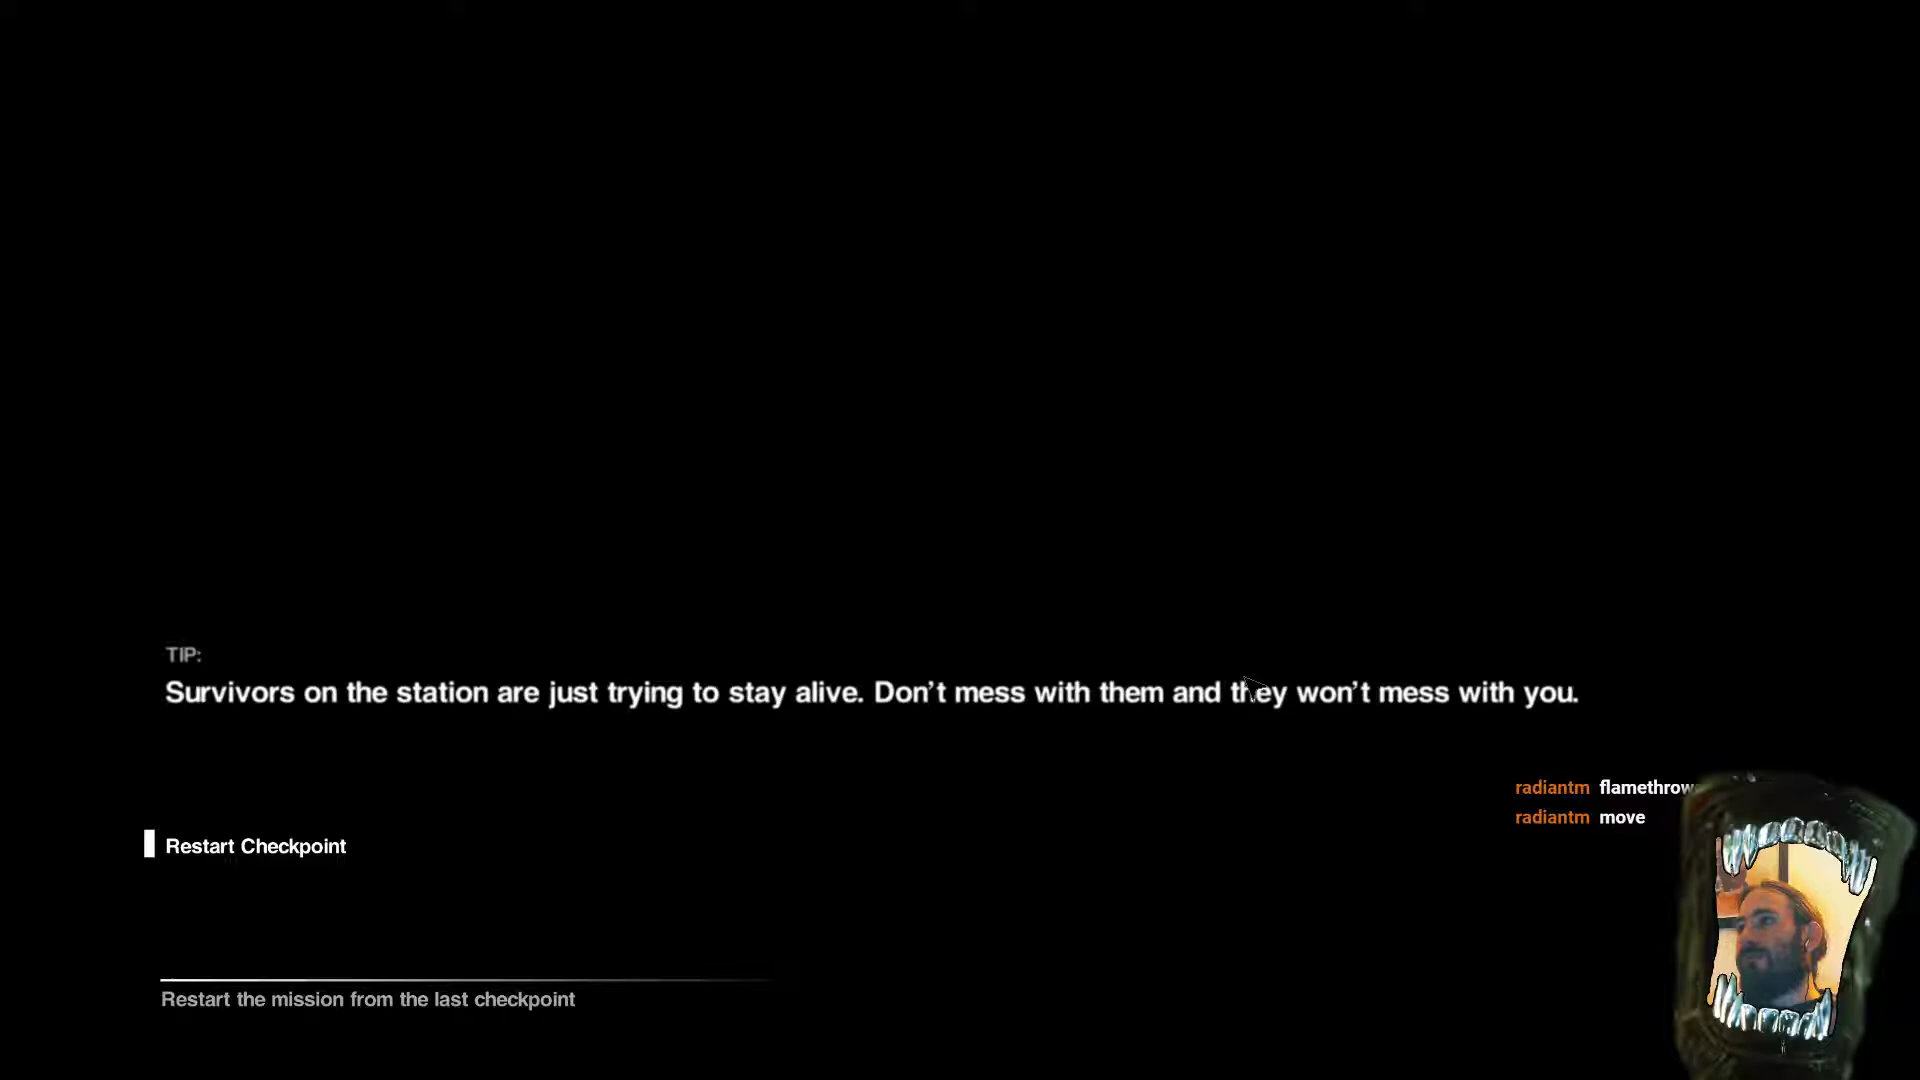 TIP:
Survivors on the station are just trying to stay alive. Don’t mess with them and they won’t mess with you.
radiantm flamethrow
radiantm move
Restart Checkpoint
Restart the mission from the last checkpoint